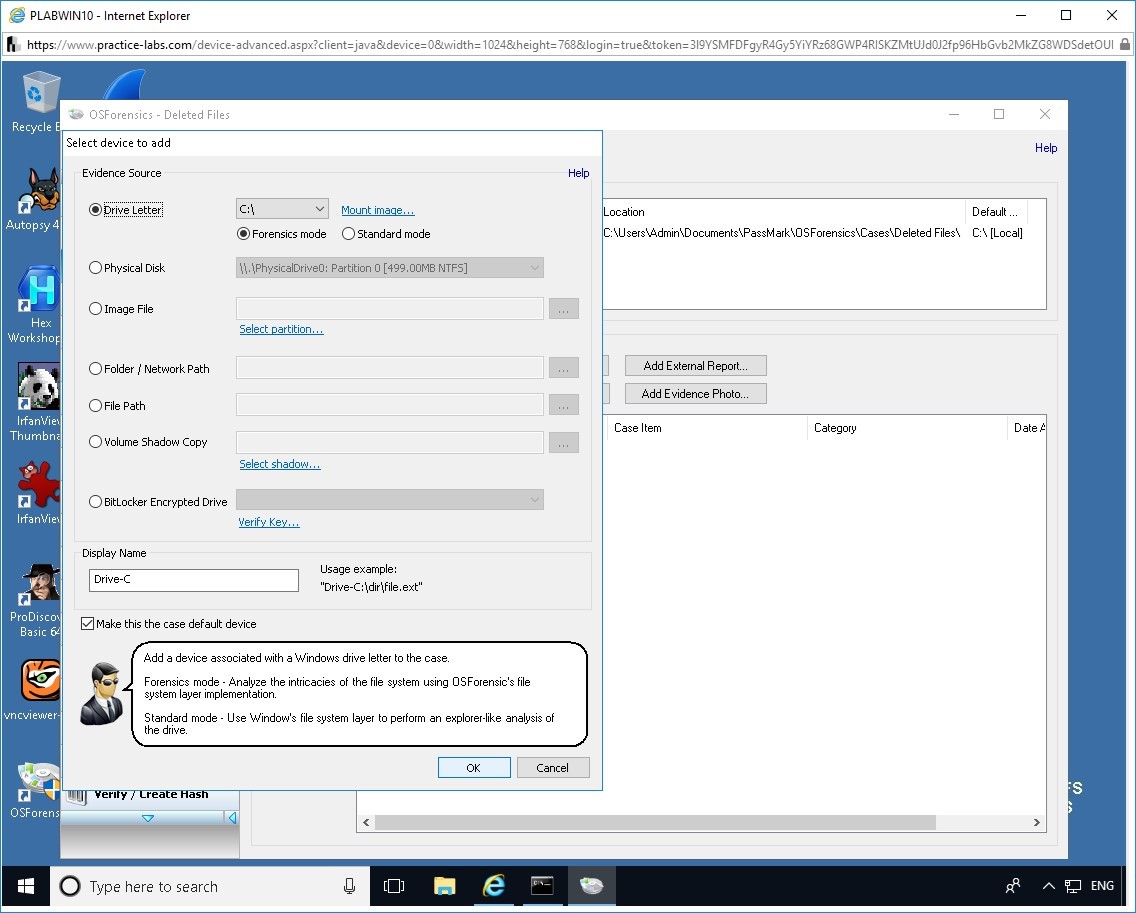 PLABWIN10 - Internet Explorer
https://www.practice-labs.com/device-advanced.aspx?client=java&device=0&width=1024&height=768&login=true&token=3I9YSMFDFgyR4Gy5YiYRz68GWP4RISKZMtUJd0J2fp96HbGvb2MkZG8WDSdetOUI
Recycle B
Autopsy 4
Hex
Workshop
IrfanView
Thumbna
IrfanView
ProDiscov
Basic 64
vncviewer-
OSForens
OSForensics - Deleted Files
Help
Select device to add
Evidence Source
Help
Drive Letter
C:\
Mount image...
Forensics mode
Standard mode
Physical Disk
\\.\PhysicalDrive0: Partition 0 [499.00MB NTFS]
Image File
...
Select partition...
Folder / Network Path
...
File Path
...
Volume Shadow Copy
...
Select shadow...
BitLocker Encrypted Drive
Verify Key...
Display Name
Drive-C
Usage example:
"Drive-C:\dir\file.ext"
Make this the case default device
Add a device associated with a Windows drive letter to the case.
Forensics mode - Analyze the intricacies of the file system using OSForensic's file
system layer implementation.
Standard mode - Use Window's file system layer to perform an explorer-like analysis of
the drive.
OK
Cancel
Location
Default ...
C:\Users\Admin\Documents\PassMark\OSForensics\Cases\Deleted Files\
C:\ [Local]
Add External Report...
Add Evidence Photo...
Case Item
Category
Date A
Verify / Create Hash
FS
S
Type here to search
ENG